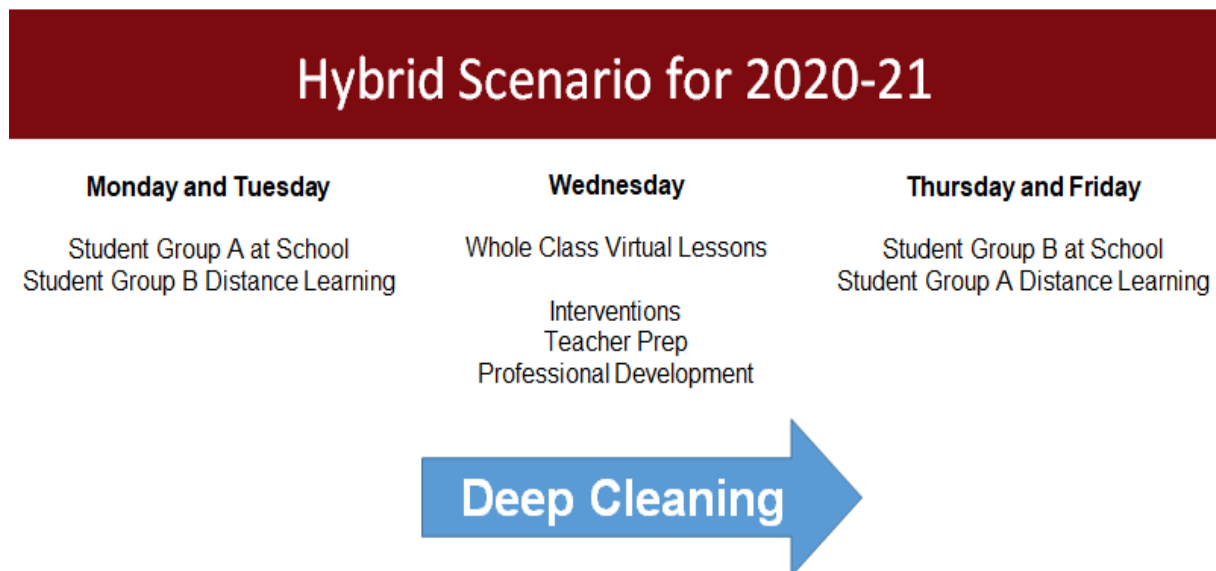 Hybrid Scenario for 2020-21
Monday and Tuesday
Student Group A at School
Student Group B Distance Learning
Wednesday
Whole Class Virtual Lessons
Interventions
Teacher Prep
Professional Development
Thursday and Friday
Student Group B at School
Student Group A Distance Learning
Deep Cleaning